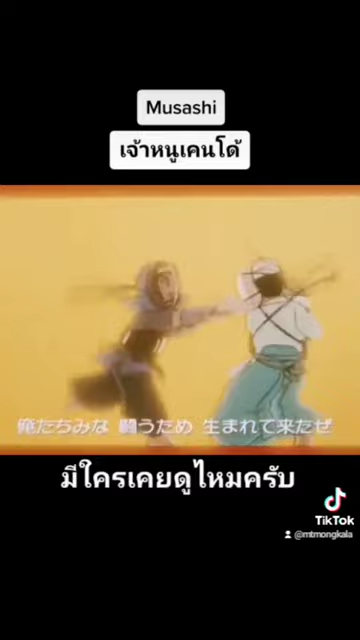 Musashi
เจ้าหนูเคนโด้
俺たちみな 闘うため 生まれて来たぜ
มีใครเคยดูไหมครับ
TikTok
@mtmongkala